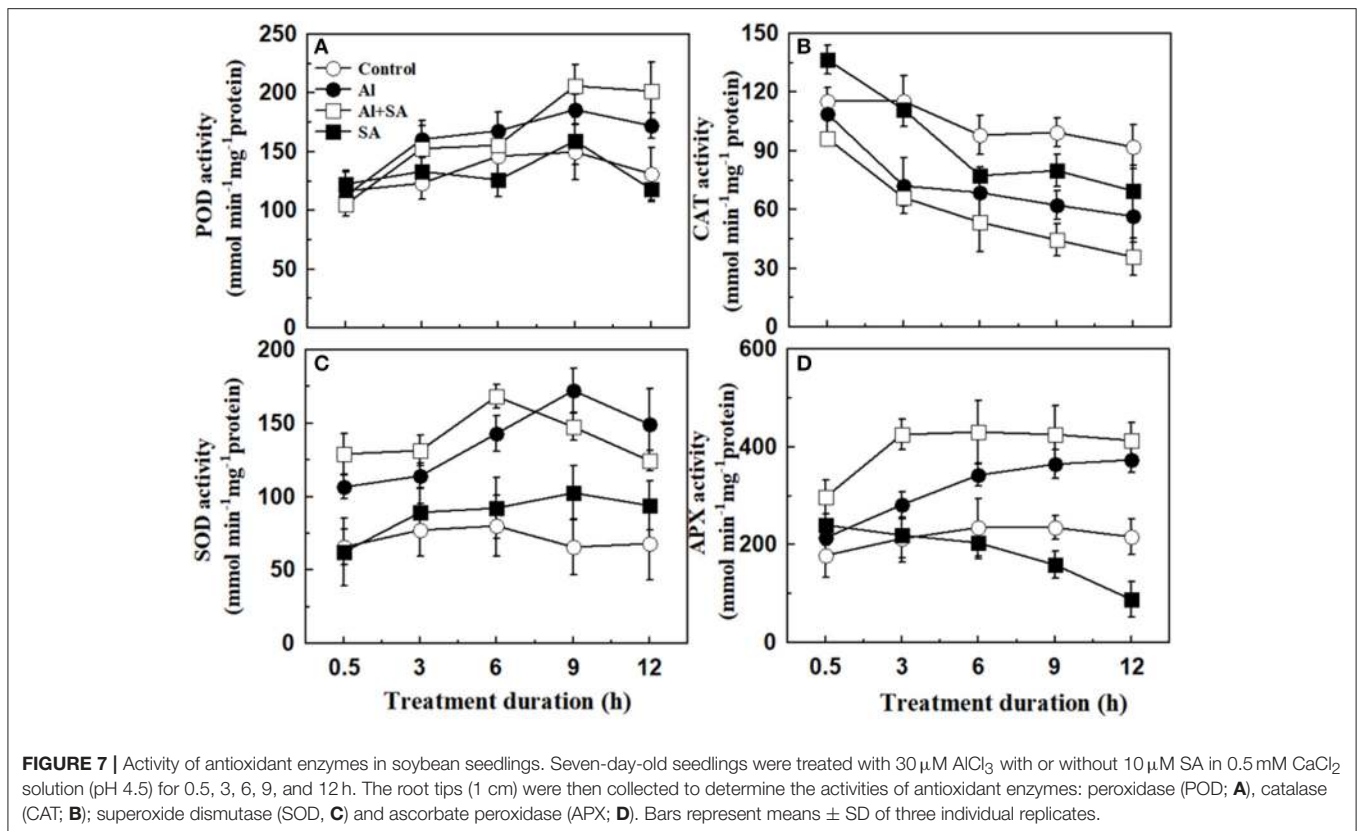 A
250
200
150
100
50
0
POD activity
(mmol min⁻¹mg⁻¹protein)
Control
Al
Al+SA
SA
B
150
120
90
60
30
0
CAT activity
(mmol min⁻¹mg⁻¹protein)
C
200
150
100
50
0
SOD activity
(mmol min⁻¹mg⁻¹protein)
0.5 3 6 9 12
Treatment duration (h)
D
600
400
200
0
APX activity
(mmol min⁻¹mg⁻¹protein)
0.5 3 6 9 12
Treatment duration (h)
FIGURE 7 | Activity of antioxidant enzymes in soybean seedlings. Seven-day-old seedlings were treated with 30 μM AlCl₃ with or without 10 μM SA in 0.5 mM CaCl₂
solution (pH 4.5) for 0.5, 3, 6, 9, and 12 h. The root tips (1 cm) were then collected to determine the activities of antioxidant enzymes: peroxidase (POD; A), catalase
(CAT; B); superoxide dismutase (SOD, C) and ascorbate peroxidase (APX; D). Bars represent means ± SD of three individual replicates.